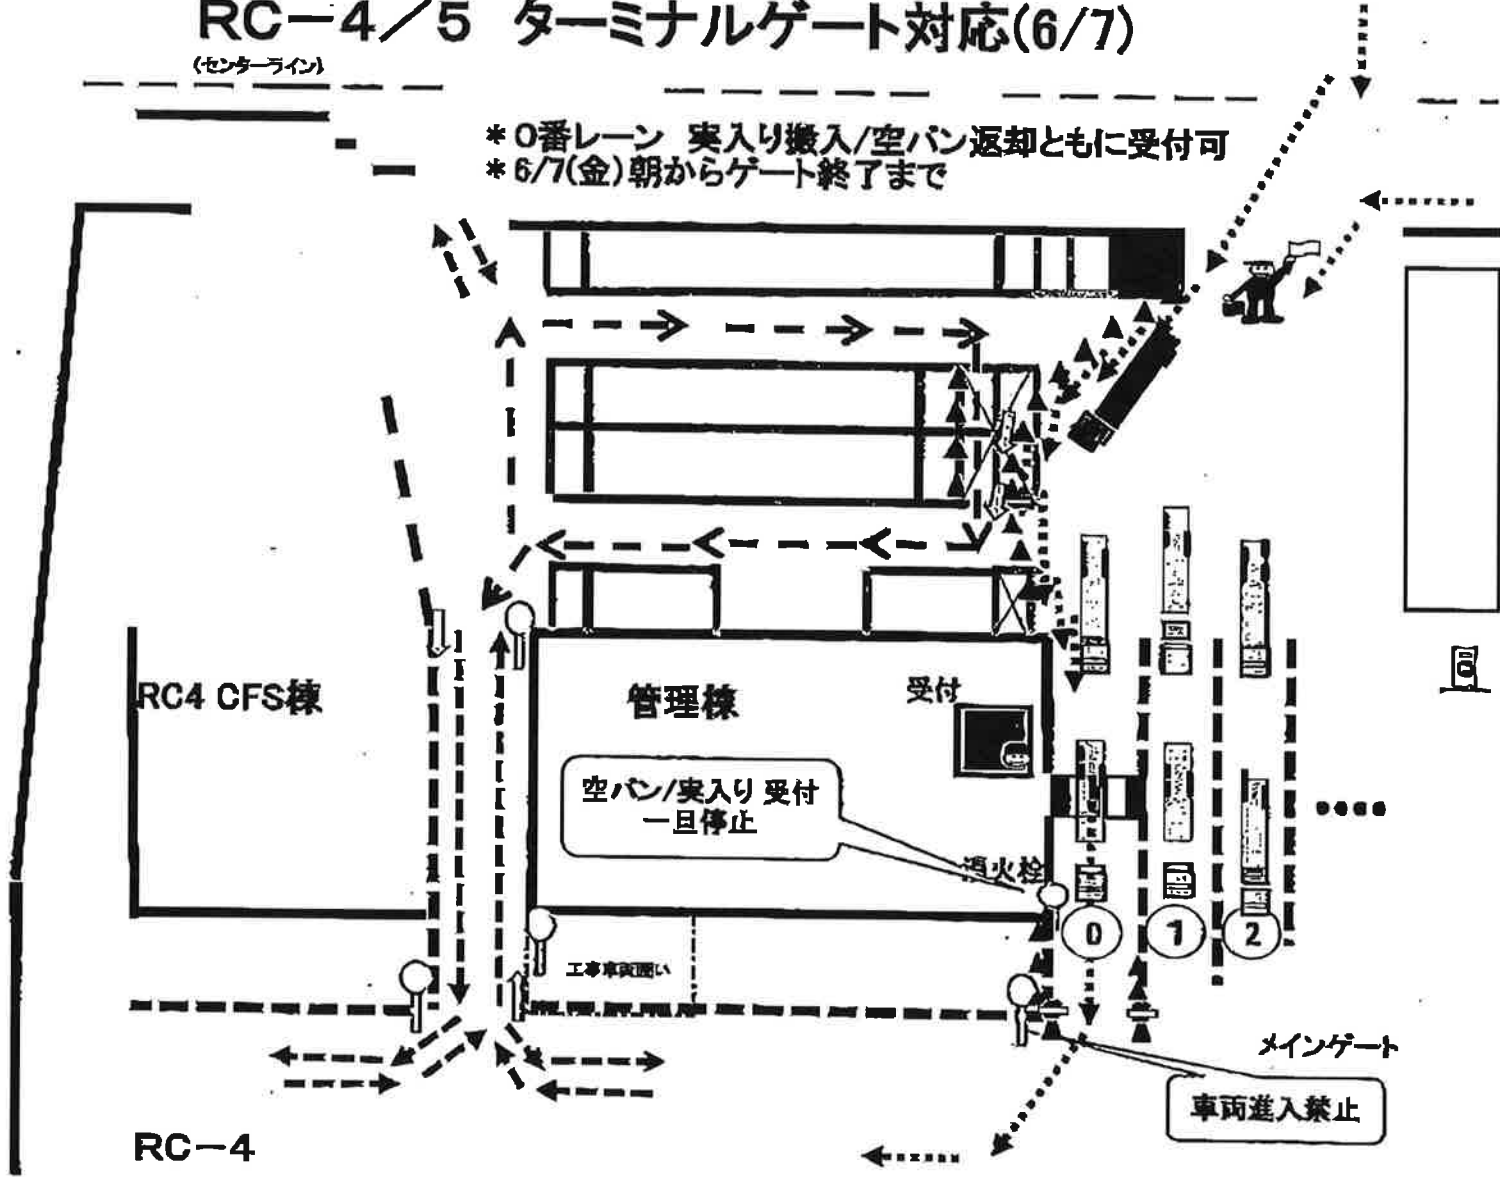 RC－4／5 ターミナルゲート対応(6/7)
(センターライン)
＊0番レーン 実入り搬入/空バン返却ともに受付可
＊6/7(金)朝からゲート終了まで
RC4 CFS棟
管理棟
受付
空バン/実入り 受付
一旦停止
消火栓
0
1
2
工事車両囲い
メインゲート
車両進入禁止
RC－4